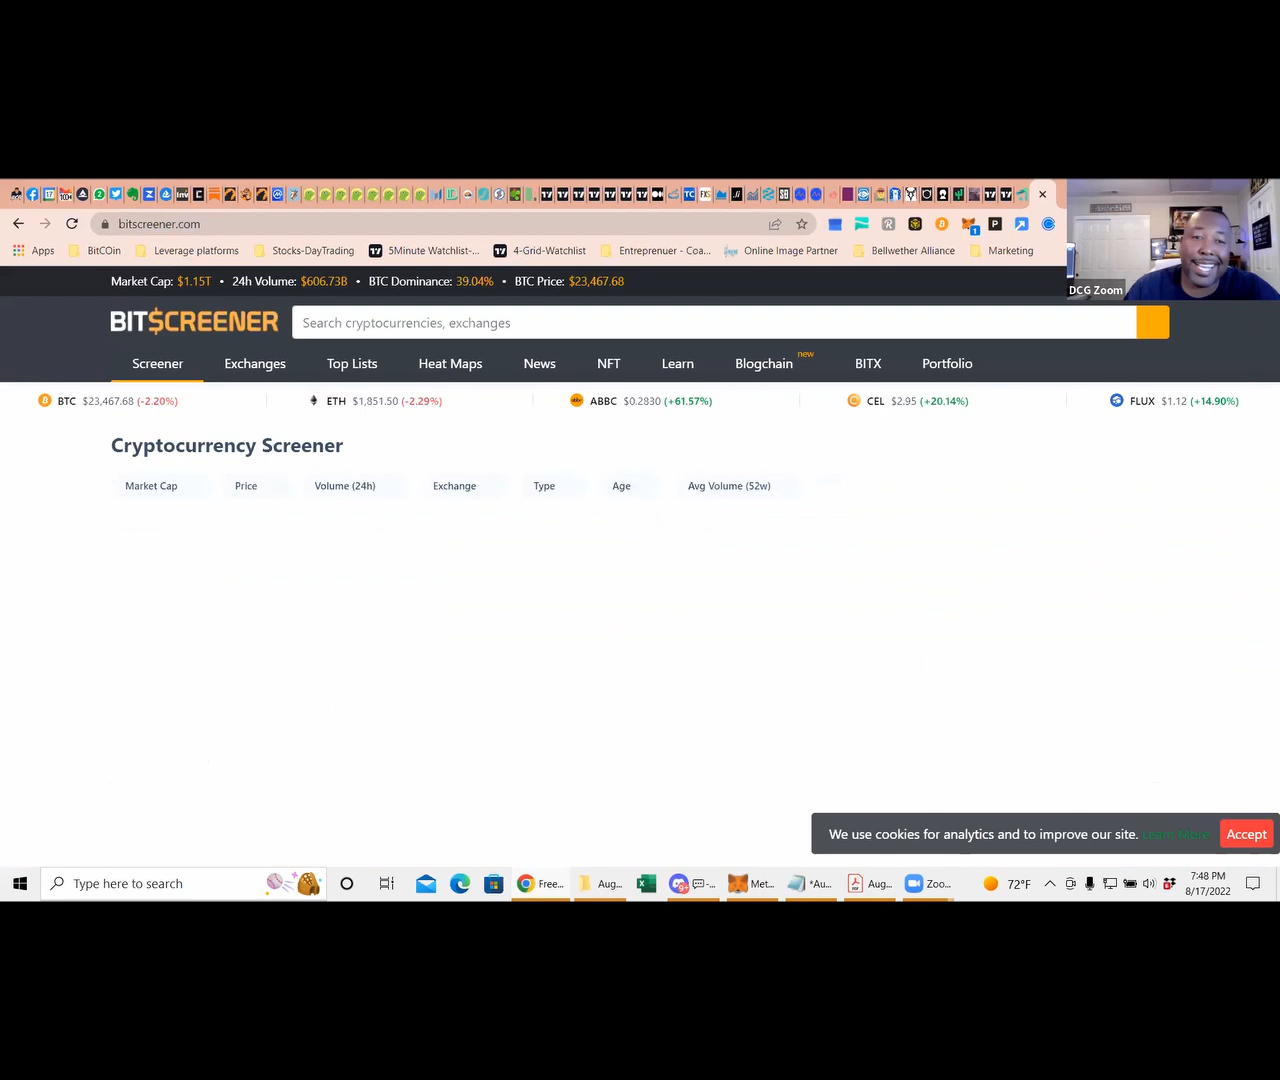 bitscreener.com
Apps BitCOin Leverage platforms Stocks-DayTrading 5Minute Watchlist-... 4-Grid-Watchlist Entreprenuer - Coa... Online Image Partner Bellwether Alliance Marketing
DCG Zoom
Market Cap: $1.15T • 24h Volume: $606.73B • BTC Dominance: 39.04% • BTC Price: $23,467.68
BIT$CREENER Search cryptocurrencies, exchanges
Screener Exchanges Top Lists Heat Maps News NFT Learn Blogchain new BITX Portfolio
BTC $23,467.68 (-2.20%) ETH $1,851.50 (-2.29%) ABBC $0.2830 (+61.57%) CEL $2.95 (+20.14%) FLUX $1.12 (+14.90%)
Cryptocurrency Screener
Market Cap Price Volume (24h) Exchange Type Age Avg Volume (52w)
We use cookies for analytics and to improve our site. Learn More Accept
Type here to search Free... Aug... Met... *Au... Aug... Zoo... 72°F 7:48 PM
8/17/2022